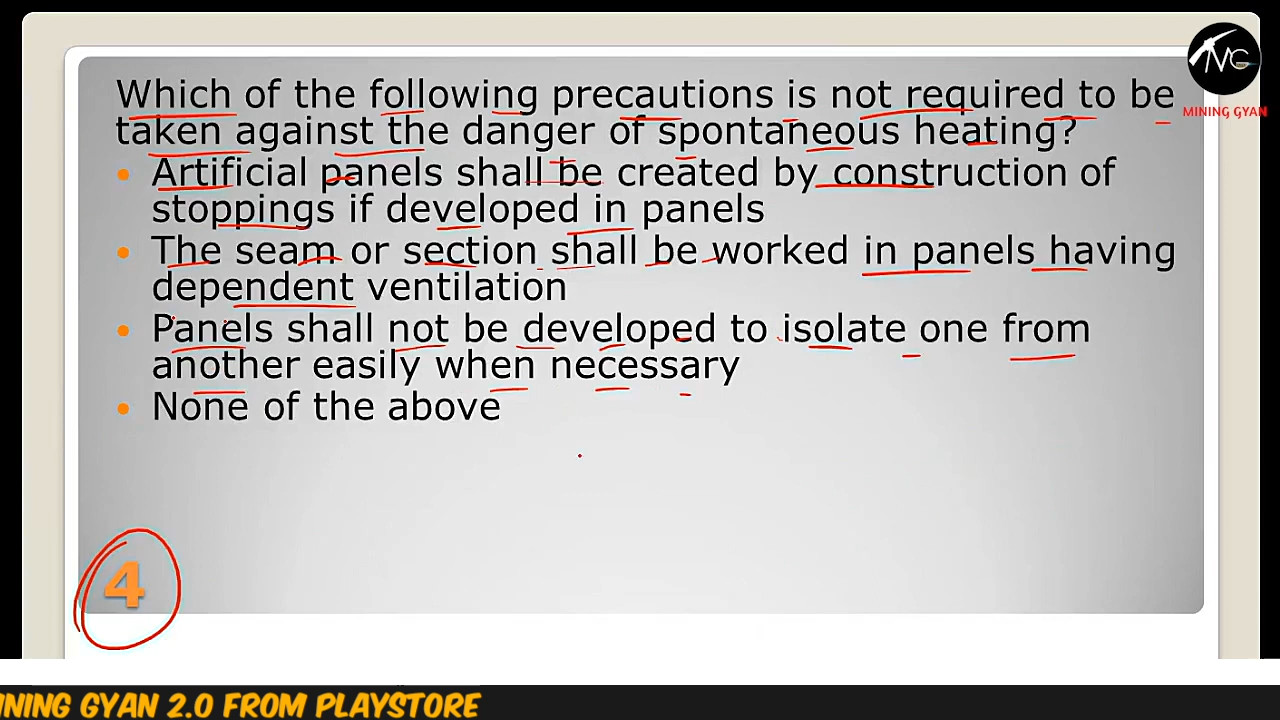 MC
MINING GYAN
Which of the following precautions is not required to be
taken against the danger of spontaneous heating?
• Artificial panels shall be created by construction of
stoppings if developed in panels
• The seam or section shall be worked in panels having
dependent ventilation
• Panels shall not be developed to isolate one from
another easily when necessary
• None of the above
4
NING GYAN 2.0 FROM PLAYSTORE